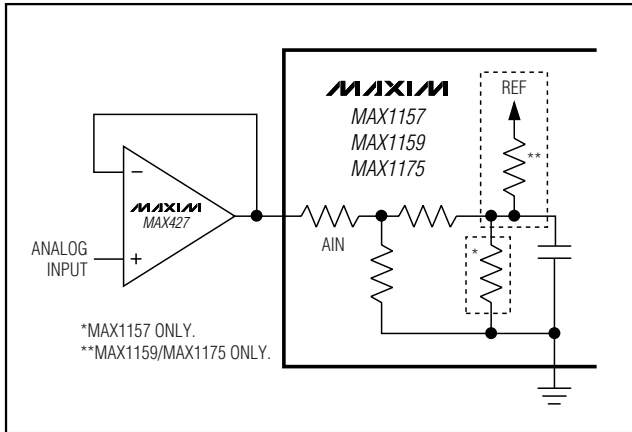 MAXIM
MAX1157
MAX1159
MAX1175
REF
**
−
MAXIM
MAX427
+
ANALOG
INPUT
AIN
*
*MAX1157 ONLY.
**MAX1159/MAX1175 ONLY.